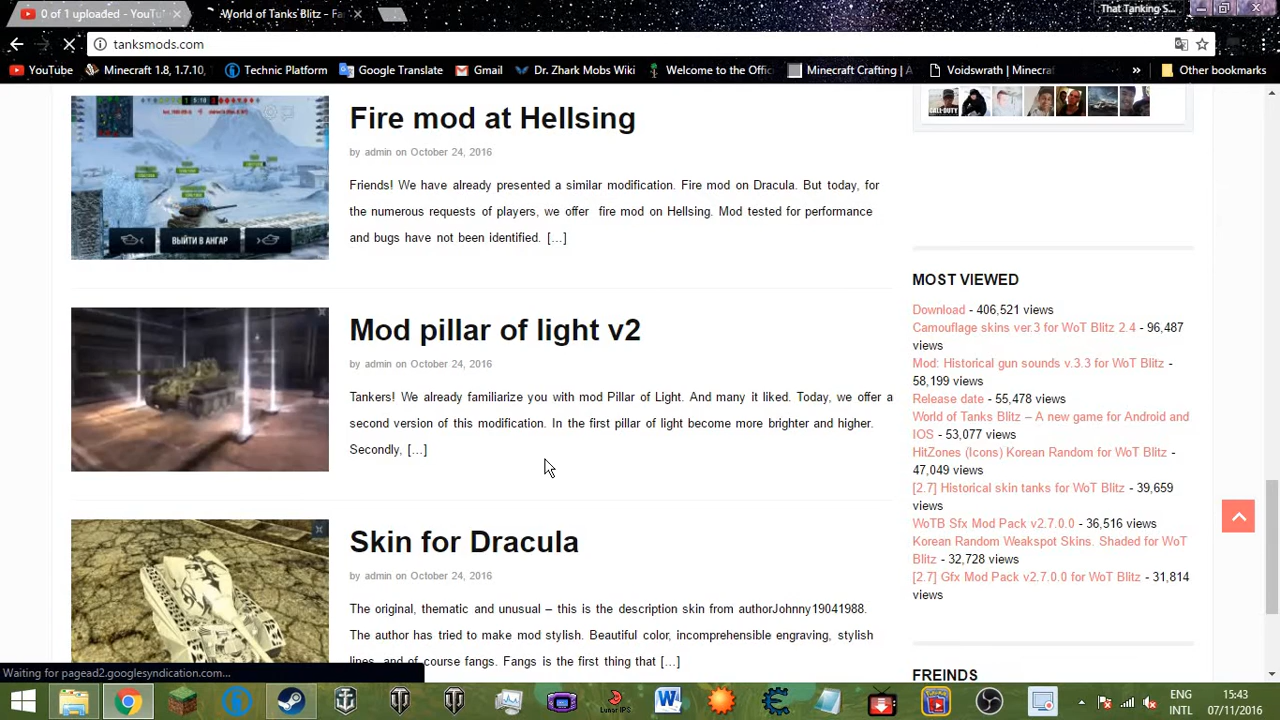 0 of 1 uploaded - YouTu
World of Tanks Blitz - Fa
That Tanking S...
tanksmods.com
YouTube
Minecraft 1.8, 1.7.10,
Technic Platform
Google Translate
Gmail
Dr. Zhark Mobs Wiki
Welcome to the Offic
Minecraft Crafting | A
Voidswrath | Minecraf
»
Other bookmarks
Fire mod at Hellsing
by admin on October 24, 2016
Friends! We have already presented a similar modification. Fire mod on Dracula. But today, for
the numerous requests of players, we offer fire mod on Hellsing. Mod tested for performance
and bugs have not been identified. […]
ВЫЙТИ В АНГАР
Mod pillar of light v2
by admin on October 24, 2016
Tankers! We already familiarize you with mod Pillar of Light. And many it liked. Today, we offer a
second version of this modification. In the first pillar of light become more brighter and higher.
Secondly, […]
Skin for Dracula
by admin on October 24, 2016
The original, thematic and unusual – this is the description skin from authorJohnny19041988.
The author has tried to make mod stylish. Beautiful color, incomprehensible engraving, stylish
lines, and of course fangs. Fangs is the first thing that […]
MOST VIEWED
Download - 406,521 views
Camouflage skins ver.3 for WoT Blitz 2.4 - 96,487
views
Mod: Historical gun sounds v.3.3 for WoT Blitz -
58,199 views
Release date - 55,478 views
World of Tanks Blitz – A new game for Android and
IOS - 53,077 views
HitZones (Icons) Korean Random for WoT Blitz -
47,049 views
[2.7] Historical skin tanks for WoT Blitz - 39,659
views
WoTB Sfx Mod Pack v2.7.0.0 - 36,516 views
Korean Random Weakspot Skins. Shaded for WoT
Blitz - 32,728 views
[2.7] Gfx Mod Pack v2.7.0.0 for WoT Blitz - 31,814
views
FREINDS
Waiting for pagead2.googlesyndication.com...
ENG
INTL
15:43
07/11/2016